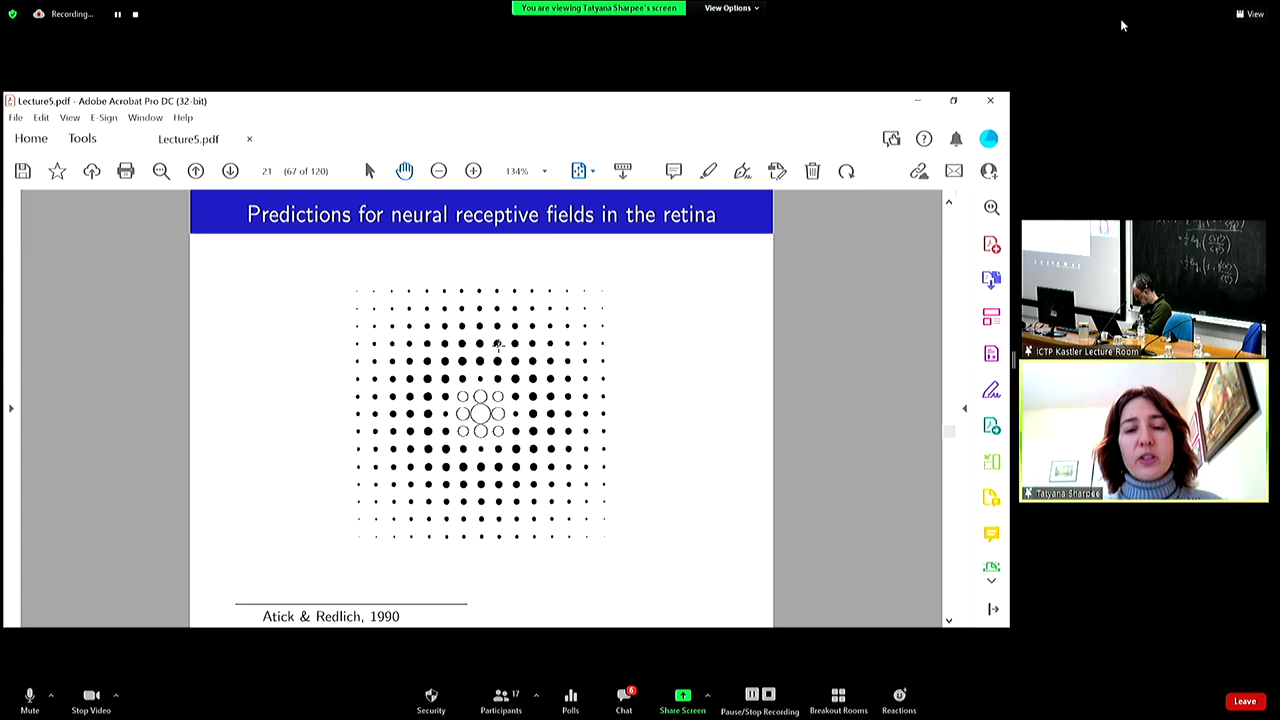 Recording...
You are viewing Tatyana Sharpee's screen
View Options
View
Lecture5.pdf - Adobe Acrobat Pro DC (32-bit)
File Edit View E-Sign Window Help
Home Tools Lecture5.pdf
21 (67 of 120) 134%
Predictions for neural receptive fields in the retina
ICTP Kastler Lecture Room
Tatyana Sharpee
Atick & Redlich, 1990
Mute
Stop Video
Security
Participants 17
Polls
Chat 6
Share Screen
Pause/Stop Recording
Breakout Rooms
Reactions
Leave